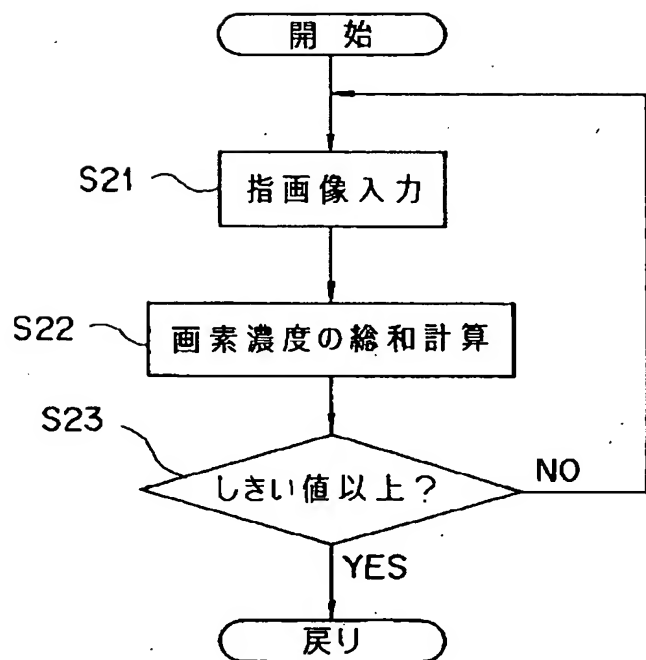 開始
S21
指画像入力
S22
画素濃度の総和計算
S23
しきい値以上?
NO
YES
戻り